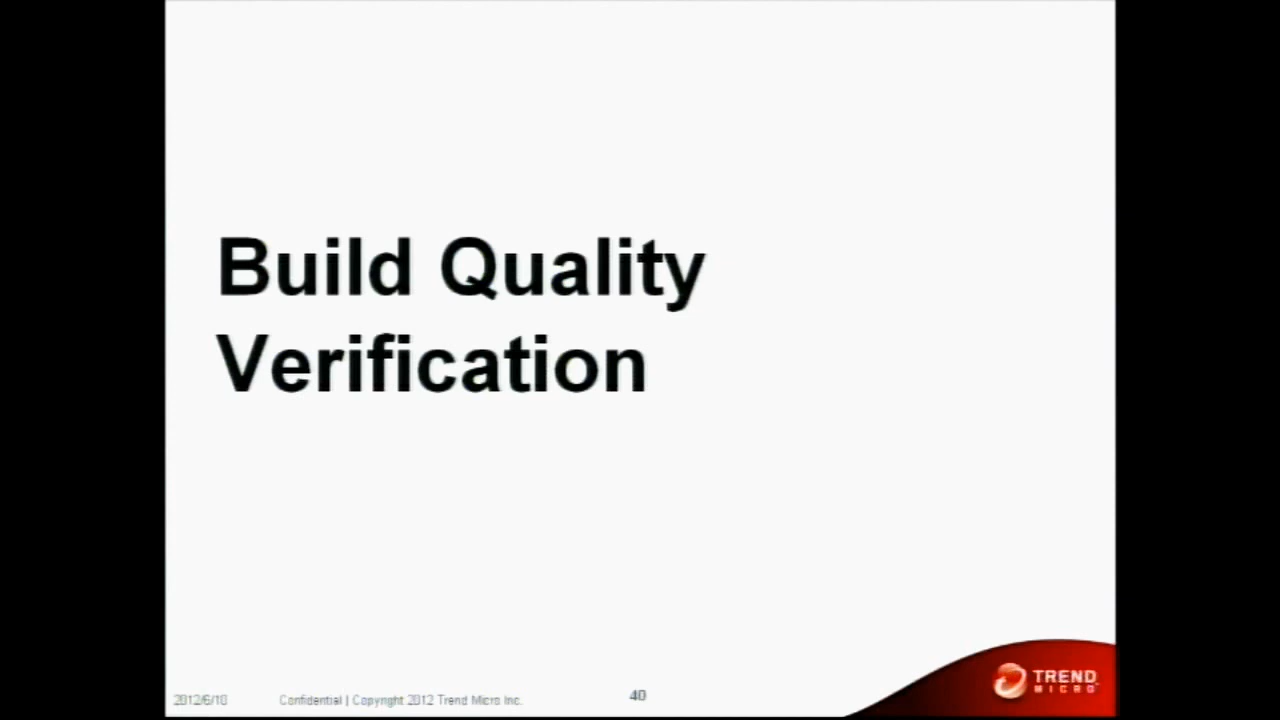 Build Quality
Verification
2012/6/10 Confidential | Copyright 2012 Trend Micro Inc. 40
TREND
MICRO